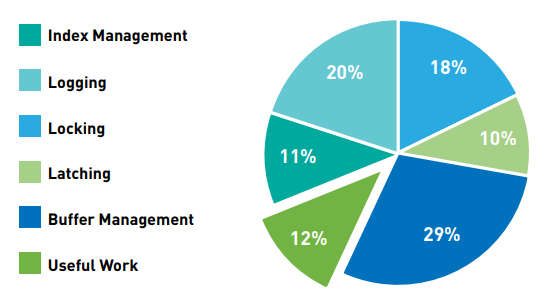 Index Management
Logging
Locking
Latching
Buffer Management
Useful Work
20%
18%
10%
11%
12%
29%